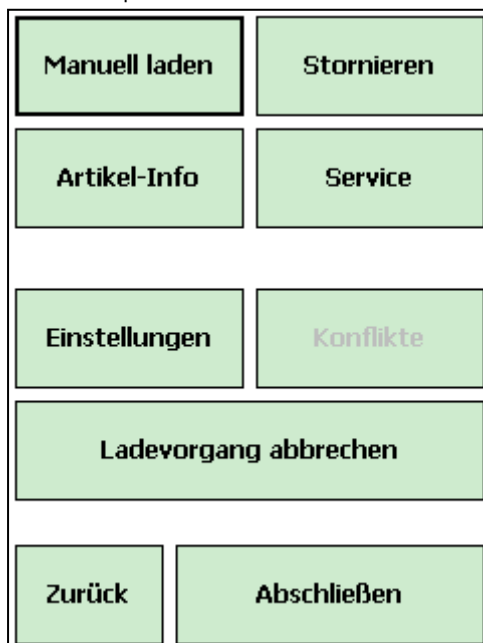 Manuell laden
Stornieren
Artikel-Info
Service
Einstellungen
Konflikte
Ladevorgang abbrechen
Zurück
Abschließen